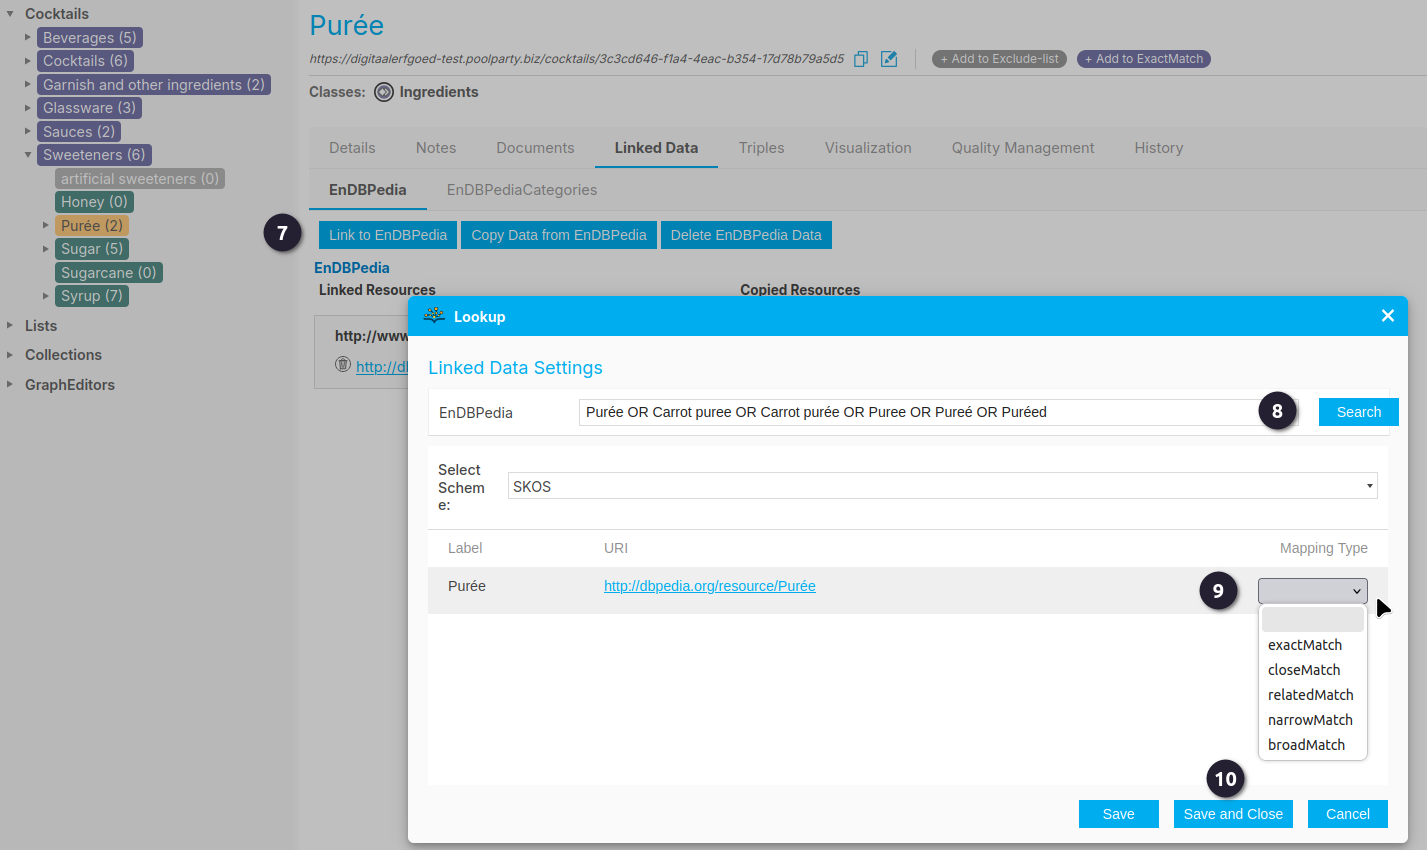 Cocktails
Beverages (5)
Cocktails (6)
Garnish and other ingredients (2)
Glassware (3)
Sauces (2)
Sweeteners (6)
artificial sweeteners (0)
Honey (0)
Purée (2)
Sugar (5)
Sugarcane (0)
Syrup (7)
Lists
Collections
GraphEditors
Purée
https://digitaalerfgoed-test.poolparty.biz/cocktails/3c3cd646-f1a4-4eac-b354-17d78b79a5d5
+ Add to Exclude-list
+ Add to ExactMatch
Classes: Ingredients
Details Notes Documents Linked Data Triples Visualization Quality Management History
EnDBPedia EnDBPediaCategories
7
Link to EnDBPedia Copy Data from EnDBPedia Delete EnDBPedia Data
EnDBPedia
Linked Resources Copied Resources
http://www
http://d
Lookup
Linked Data Settings
EnDBPedia Purée OR Carrot puree OR Carrot purée OR Puree OR Pureé OR Puréed 8 Search
Select
Schem
e:
SKOS
Label URI Mapping Type
Purée http://dbpedia.org/resource/Purée 9
exactMatch
closeMatch
relatedMatch
narrowMatch
broadMatch
10
Save Save and Close Cancel